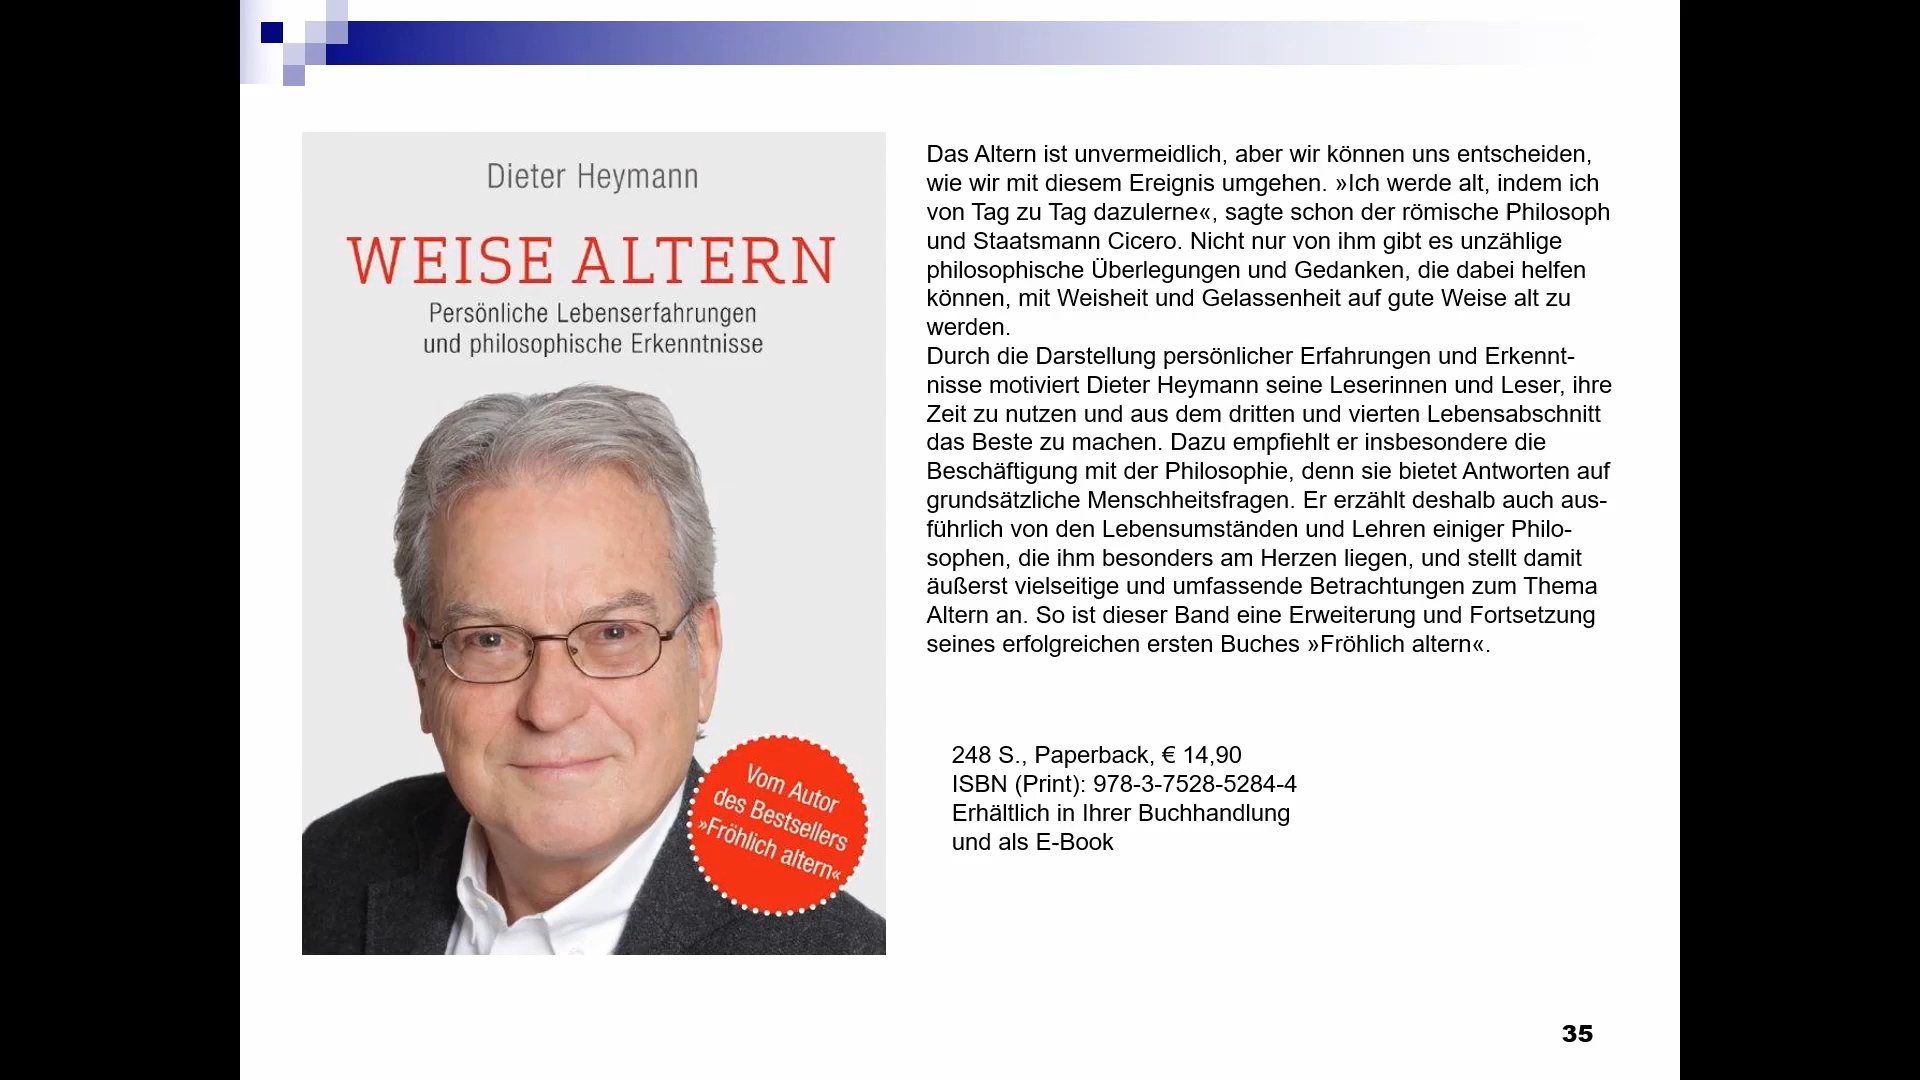 Dieter Heymann
WEISE ALTERN
Persönliche Lebenserfahrungen
und philosophische Erkenntnisse
Vom Autor
des Bestsellers
»Fröhlich altern«
Das Altern ist unvermeidlich, aber wir können uns entscheiden,
wie wir mit diesem Ereignis umgehen. »Ich werde alt, indem ich
von Tag zu Tag dazulerne«, sagte schon der römische Philosoph
und Staatsmann Cicero. Nicht nur von ihm gibt es unzählige
philosophische Überlegungen und Gedanken, die dabei helfen
können, mit Weisheit und Gelassenheit auf gute Weise alt zu
werden.
Durch die Darstellung persönlicher Erfahrungen und Erkennt-
nisse motiviert Dieter Heymann seine Leserinnen und Leser, ihre
Zeit zu nutzen und aus dem dritten und vierten Lebensabschnitt
das Beste zu machen. Dazu empfiehlt er insbesondere die
Beschäftigung mit der Philosophie, denn sie bietet Antworten auf
grundsätzliche Menschheitsfragen. Er erzählt deshalb auch aus-
führlich von den Lebensumständen und Lehren einiger Philo-
sophen, die ihm besonders am Herzen liegen, und stellt damit
äußerst vielseitige und umfassende Betrachtungen zum Thema
Altern an. So ist dieser Band eine Erweiterung und Fortsetzung
seines erfolgreichen ersten Buches »Fröhlich altern«.
248 S., Paperback, € 14,90
ISBN (Print): 978-3-7528-5284-4
Erhältlich in Ihrer Buchhandlung
und als E-Book
35